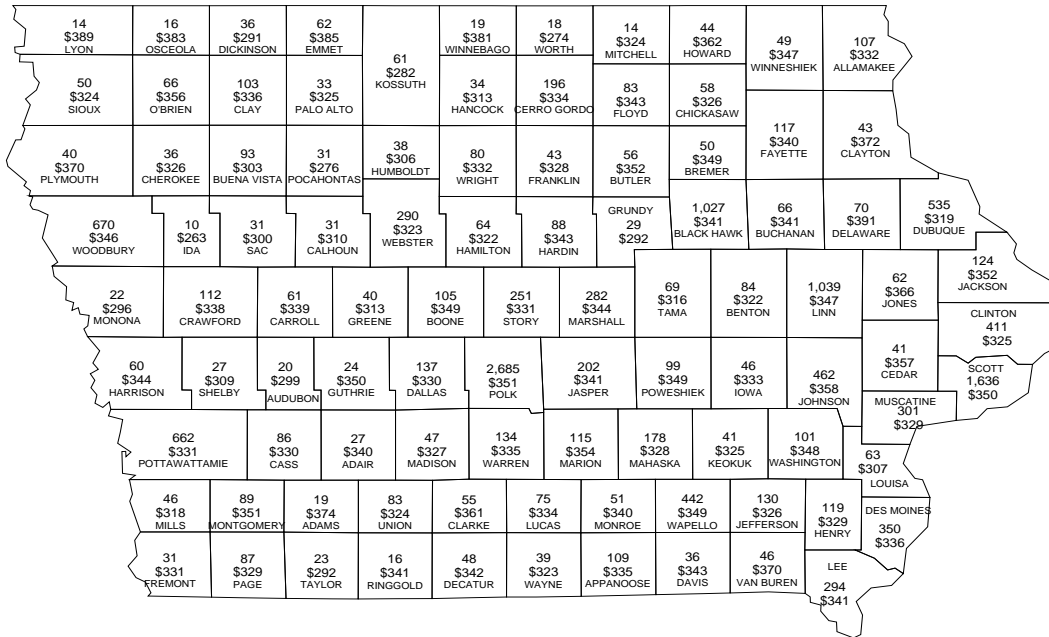 14
$389
LYON
16
$383
OSCEOLA
36
$291
DICKINSON
62
$385
EMMET
61
$282
KOSSUTH
19
$381
WINNEBAGO
18
$274
WORTH
14
$324
MITCHELL
44
$362
HOWARD
49
$347
WINNESHIEK
107
$332
ALLAMAKEE
50
$324
SIOUX
66
$356
O'BRIEN
103
$336
CLAY
33
$325
PALO ALTO
34
$313
HANCOCK
196
$334
CERRO GORDO
83
$343
FLOYD
58
$326
CHICKASAW
117
$340
FAYETTE
43
$372
CLAYTON
40
$370
PLYMOUTH
36
$326
CHEROKEE
93
$303
BUENA VISTA
31
$276
POCAHONTAS
38
$306
HUMBOLDT
80
$332
WRIGHT
43
$328
FRANKLIN
56
$352
BUTLER
50
$349
BREMER
670
$346
WOODBURY
10
$263
IDA
31
$300
SAC
31
$310
CALHOUN
290
$323
WEBSTER
64
$322
HAMILTON
88
$343
HARDIN
GRUNDY
29
$292
1,027
$341
BLACK HAWK
66
$341
BUCHANAN
70
$391
DELAWARE
535
$319
DUBUQUE
22
$296
MONONA
112
$338
CRAWFORD
61
$339
CARROLL
40
$313
GREENE
105
$349
BOONE
251
$331
STORY
282
$344
MARSHALL
69
$316
TAMA
84
$322
BENTON
1,039
$347
LINN
62
$366
JONES
124
$352
JACKSON
CLINTON
411
$325
60
$344
HARRISON
27
$309
SHELBY
20
$299
AUDUBON
24
$350
GUTHRIE
137
$330
DALLAS
2,685
$351
POLK
202
$341
JASPER
99
$349
POWESHIEK
46
$333
IOWA
462
$358
JOHNSON
41
$357
CEDAR
SCOTT
1,636
$350
MUSCATINE
301
$329
662
$331
POTTAWATTAMIE
86
$330
CASS
27
$340
ADAIR
47
$327
MADISON
134
$335
WARREN
115
$354
MARION
178
$328
MAHASKA
41
$325
KEOKUK
101
$348
WASHINGTON
63
$307
LOUISA
46
$318
MILLS
89
$351
MONTGOMERY
19
$374
ADAMS
83
$324
UNION
55
$361
CLARKE
75
$334
LUCAS
51
$340
MONROE
442
$349
WAPELLO
130
$326
JEFFERSON
119
$329
HENRY
DES MOINES
350
$336
31
$331
FREMONT
87
$329
PAGE
23
$292
TAYLOR
16
$341
RINGGOLD
48
$342
DECATUR
39
$323
WAYNE
109
$335
APPANOOSE
36
$343
DAVIS
46
$370
VAN BUREN
LEE
294
$341